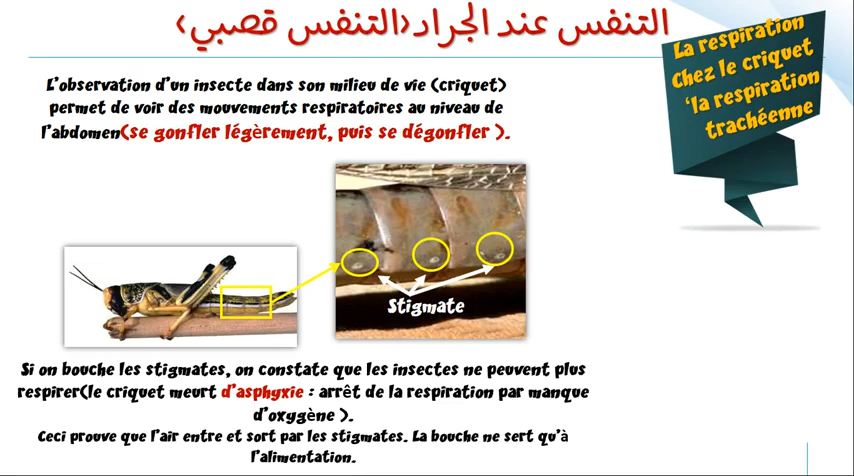 التنفس عند الجراد‹التنفس قصبي›
La respiration
Chez le criquet
‘la respiration
trachéenne
L'observation d'un insecte dans son milieu de vie (criquet)
permet de voir des mouvements respiratoires au niveau de
l'abdomen(se gonfler légèrement, puis se dégonfler ).
Stigmate
Si on bouche les stigmates, on constate que les insectes ne peuvent plus
respirer(le criquet meurt d'asphyxie : arrêt de la respiration par manque
d'oxygène ).
Ceci prouve que l'air entre et sort par les stigmates. La bouche ne sert qu'à
l'alimentation.